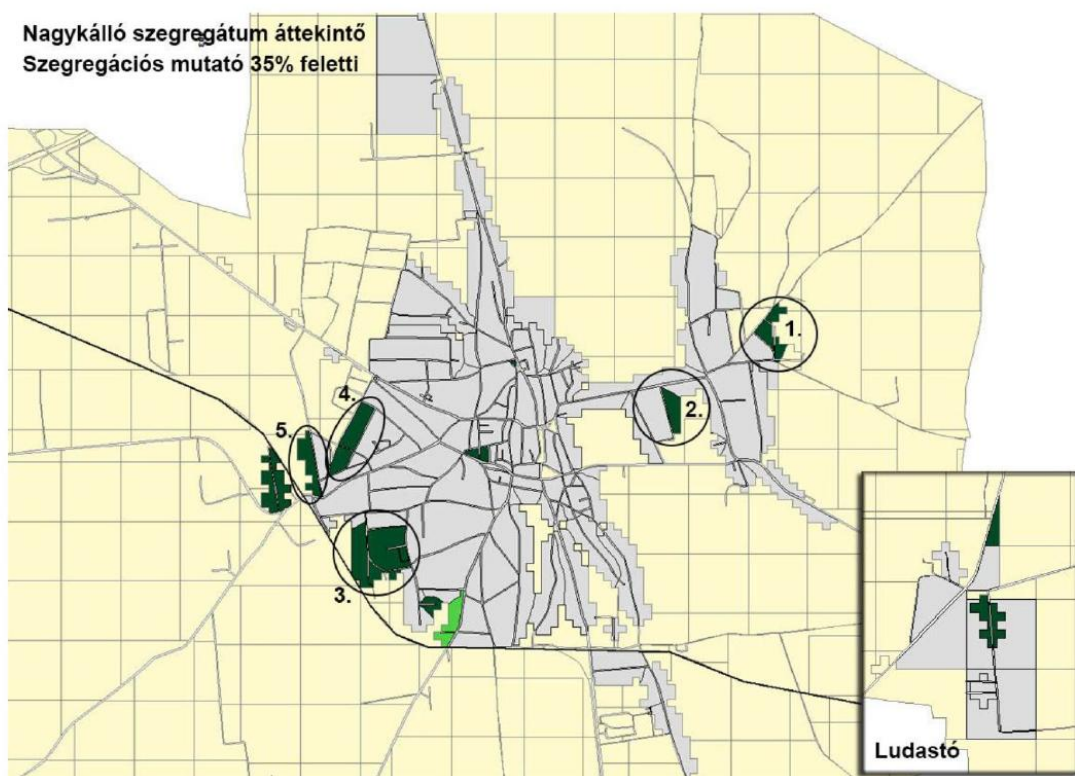 Nagykálló szegregátum áttekintő
Szegregációs mutató 35% feletti
1.
2.
4.
5.
3.
Ludastó